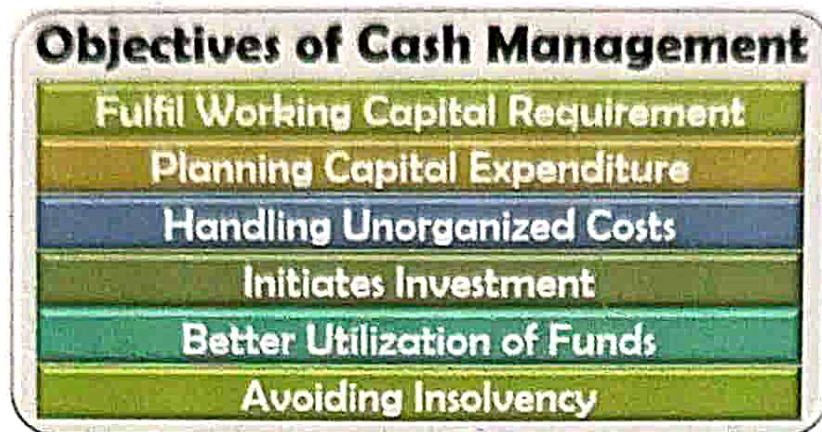 Objectives of Cash Management
Fulfil Working Capital Requirement
Planning Capital Expenditure
Handling Unorganized Costs
Initiates Investment
Better Utilization of Funds
Avoiding Insolvency